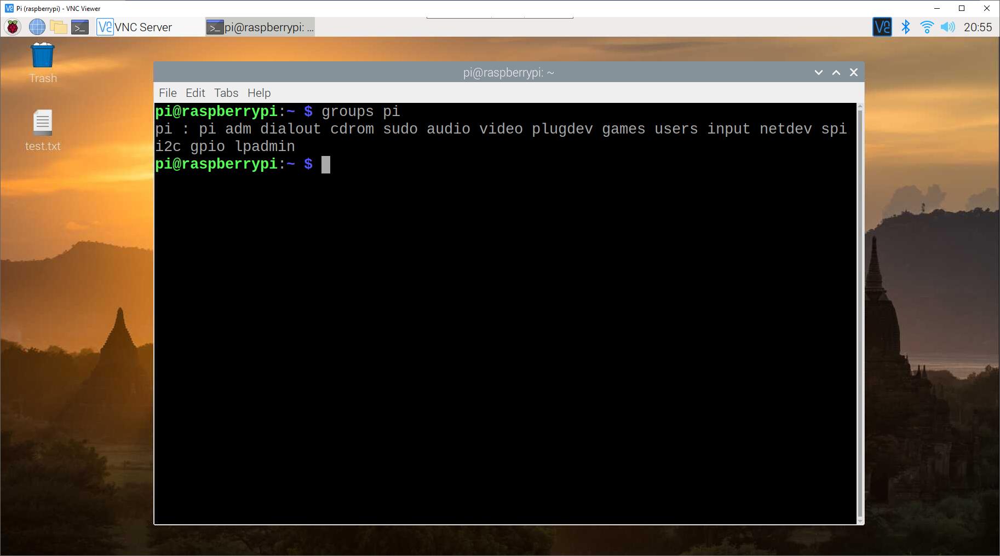 Pi (raspberrypi) - VNC Viewer
VNC Server
pi@raspberrypi: ...
20:55
Trash
test.txt
pi@raspberrypi: ~
File Edit Tabs Help
pi@raspberrypi:~ $ groups pi
pi : pi adm dialout cdrom sudo audio video plugdev games users input netdev spi
i2c gpio lpadmin
pi@raspberrypi:~ $